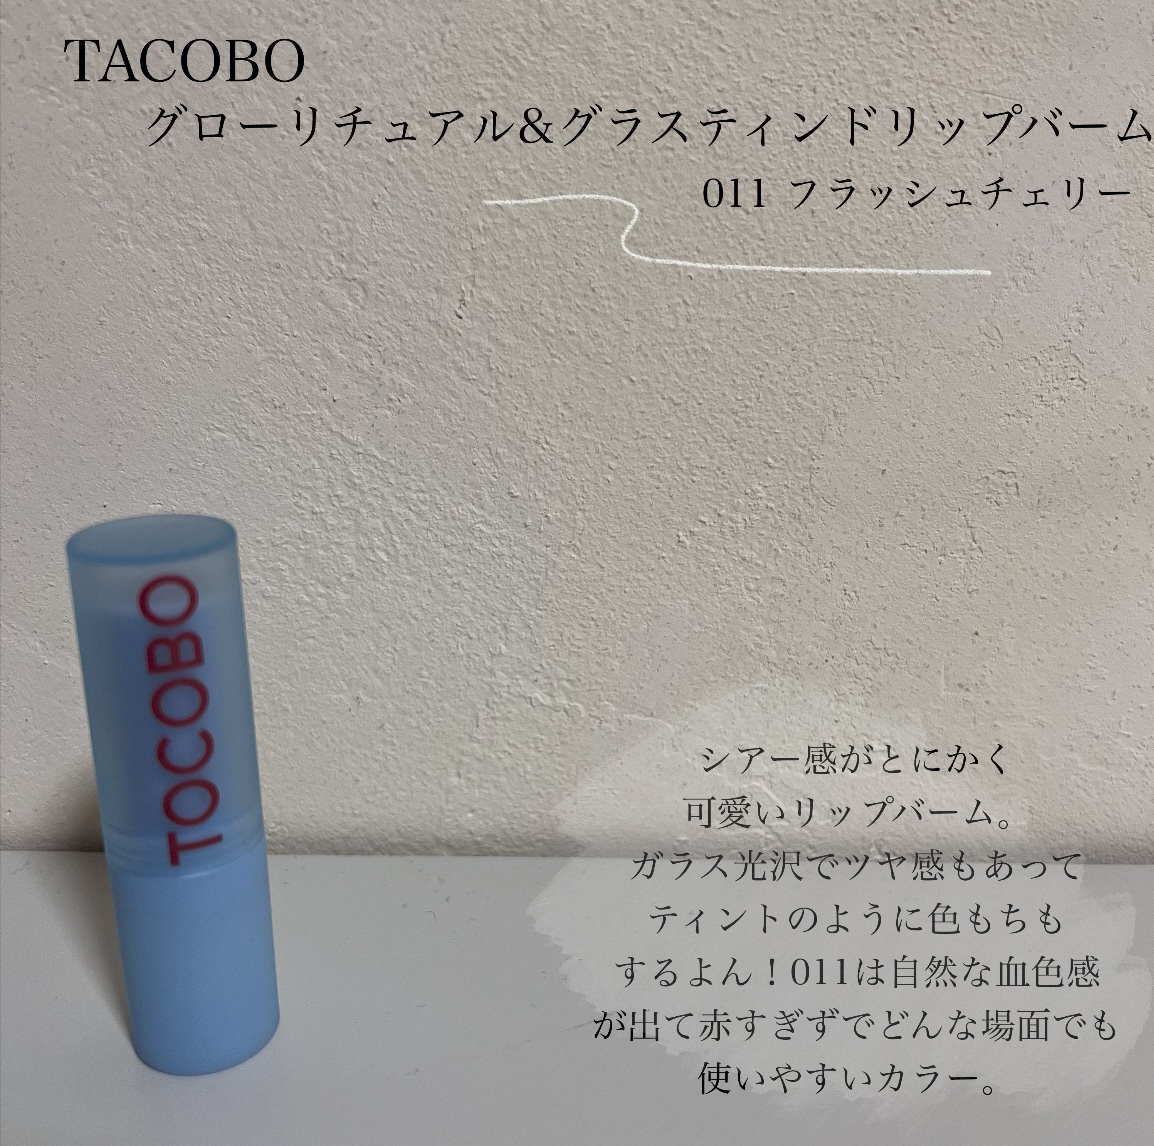 TACOBO
グローリチュアル&グラスティンドリップバーム
011 フラッシュチェリー
TOCOBO
シアー感がとにかく
可愛いリップバーム。
ガラス光沢でツヤ感もあって
ティントのように色もちも
するよん！011は自然な血色感
が出て赤すぎずでどんな場面でも
使いやすいカラー。